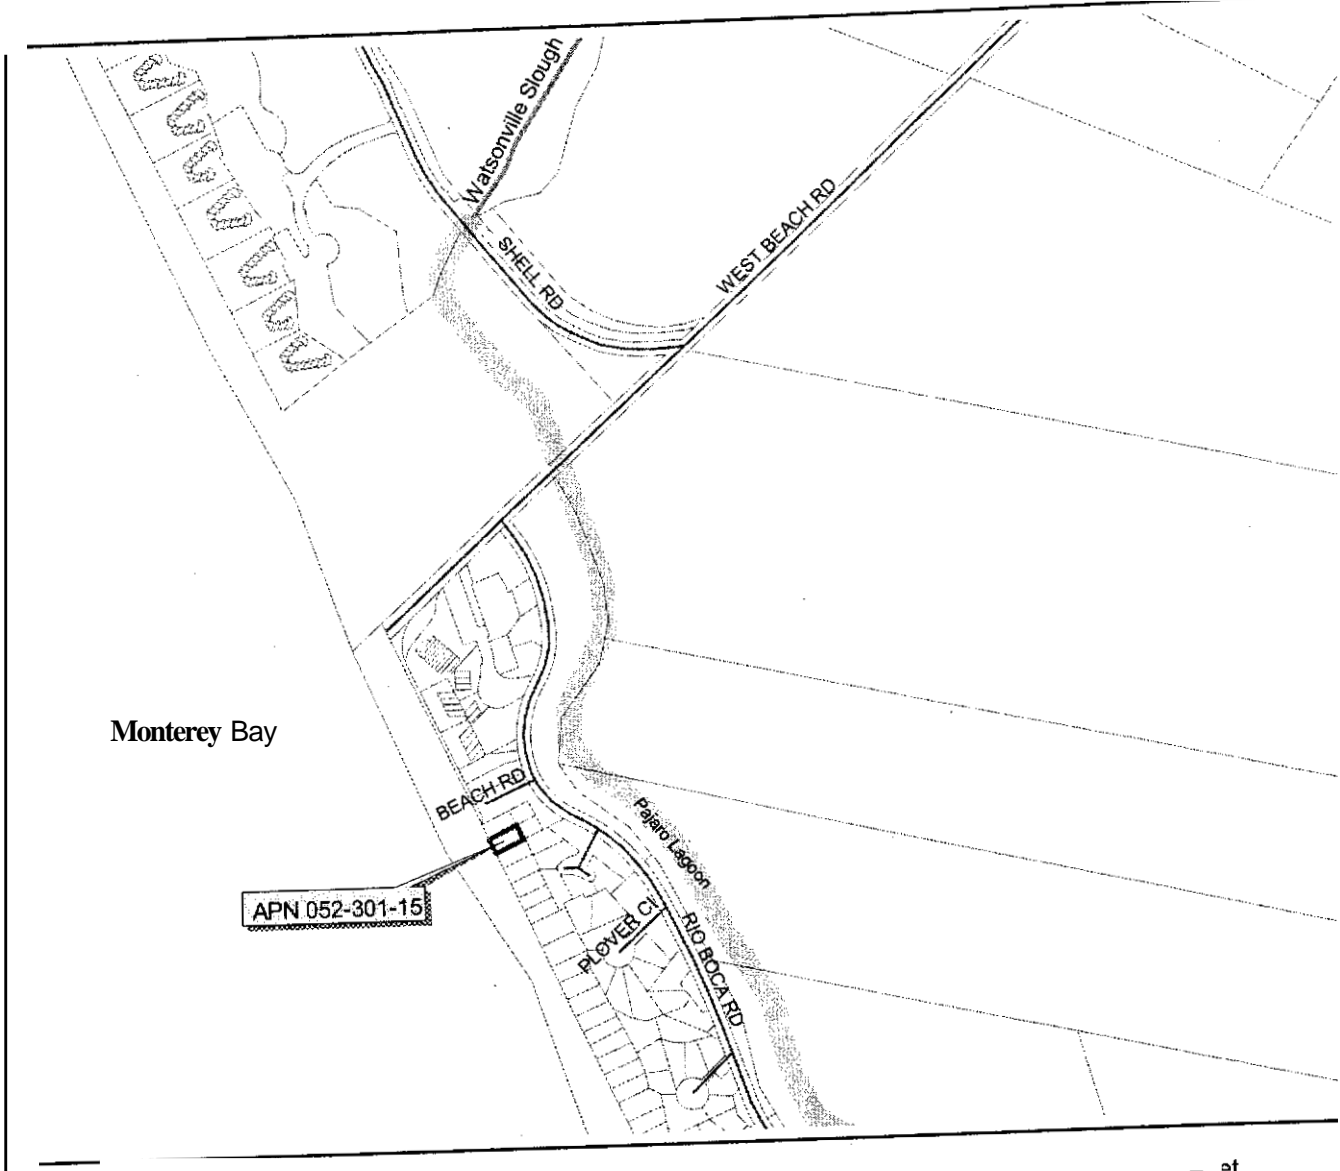 Watsonville Slough
SHELL RD
WEST BEACH RD
Monterey Bay
BEACH RD
Pajaro Lagoon
APN 052-301-15
PLOVER CI
RIO BOCA RD
et